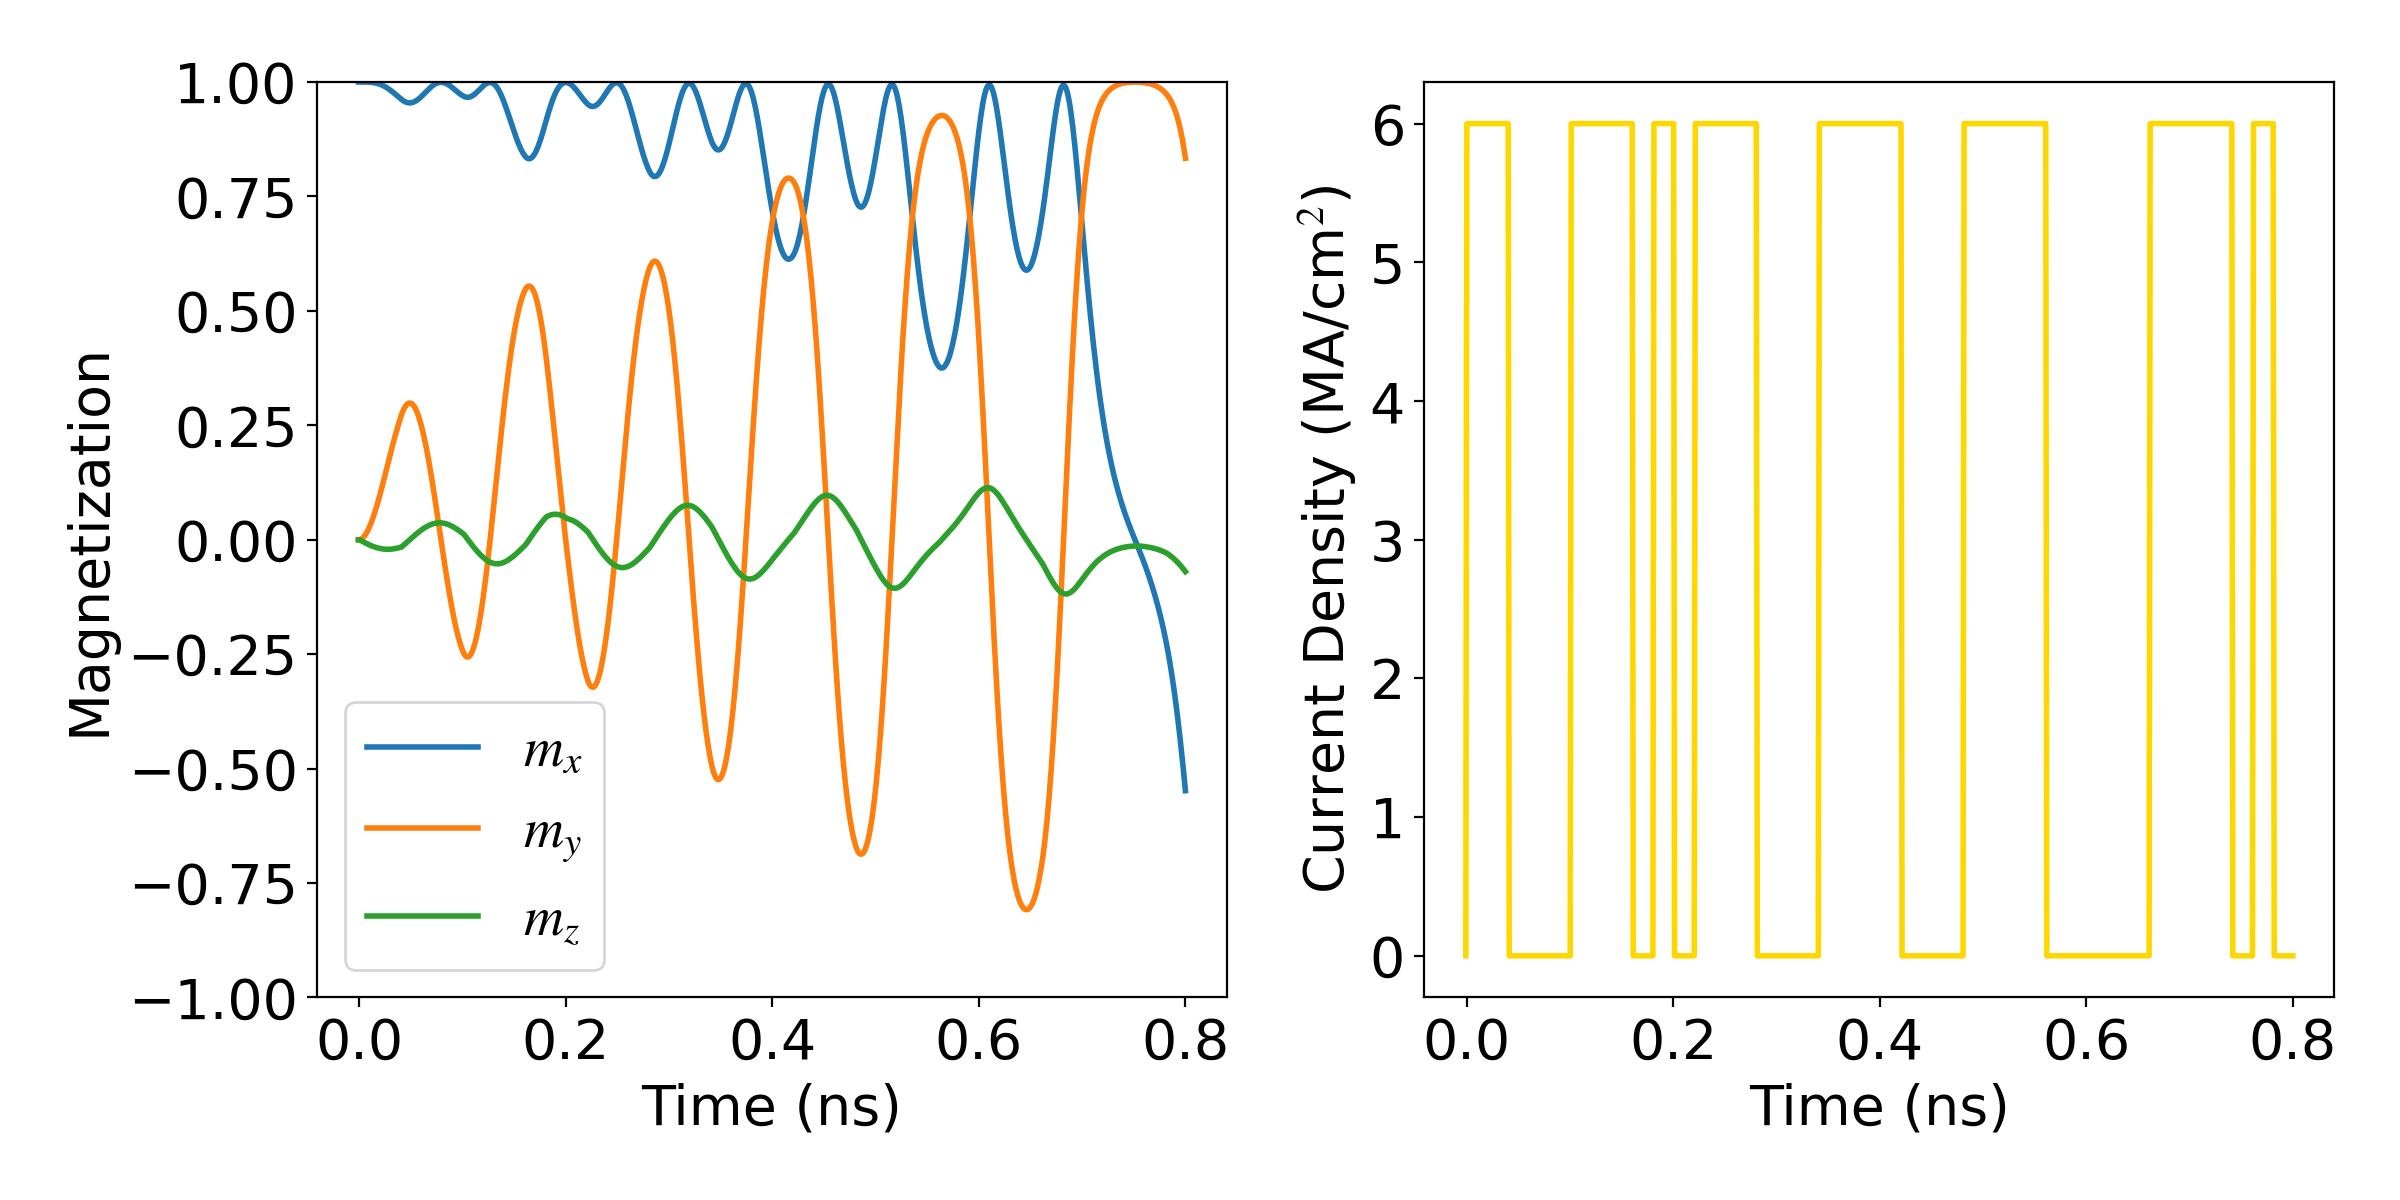 1.00
0.75
0.50
0.25
0.00
−0.25
−0.50
−0.75
−1.00
Magnetization
m_x
m_y
m_z
0.0 0.2 0.4 0.6 0.8
Time (ns)
6
5
4
3
2
1
0
Current Density (MA/cm²)
0.0 0.2 0.4 0.6 0.8
Time (ns)